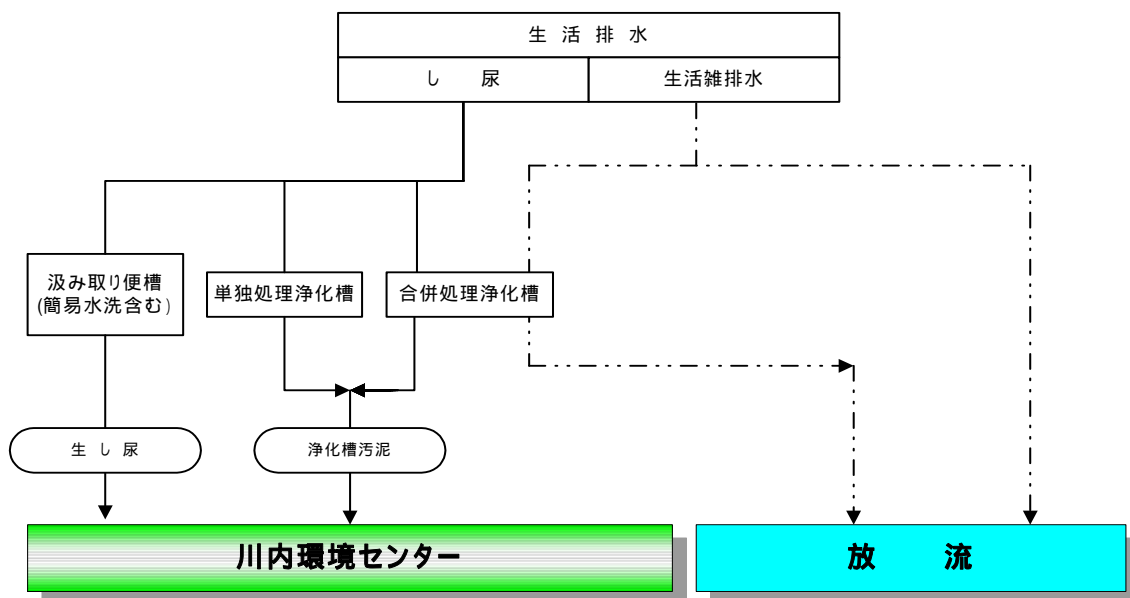 生 活 排 水
し 尿
生活雑排水
汲み取り便槽
(簡易水洗含む)
単独処理浄化槽
合併処理浄化槽
生 し 尿
浄化槽汚泥
川内環境センター
放 流